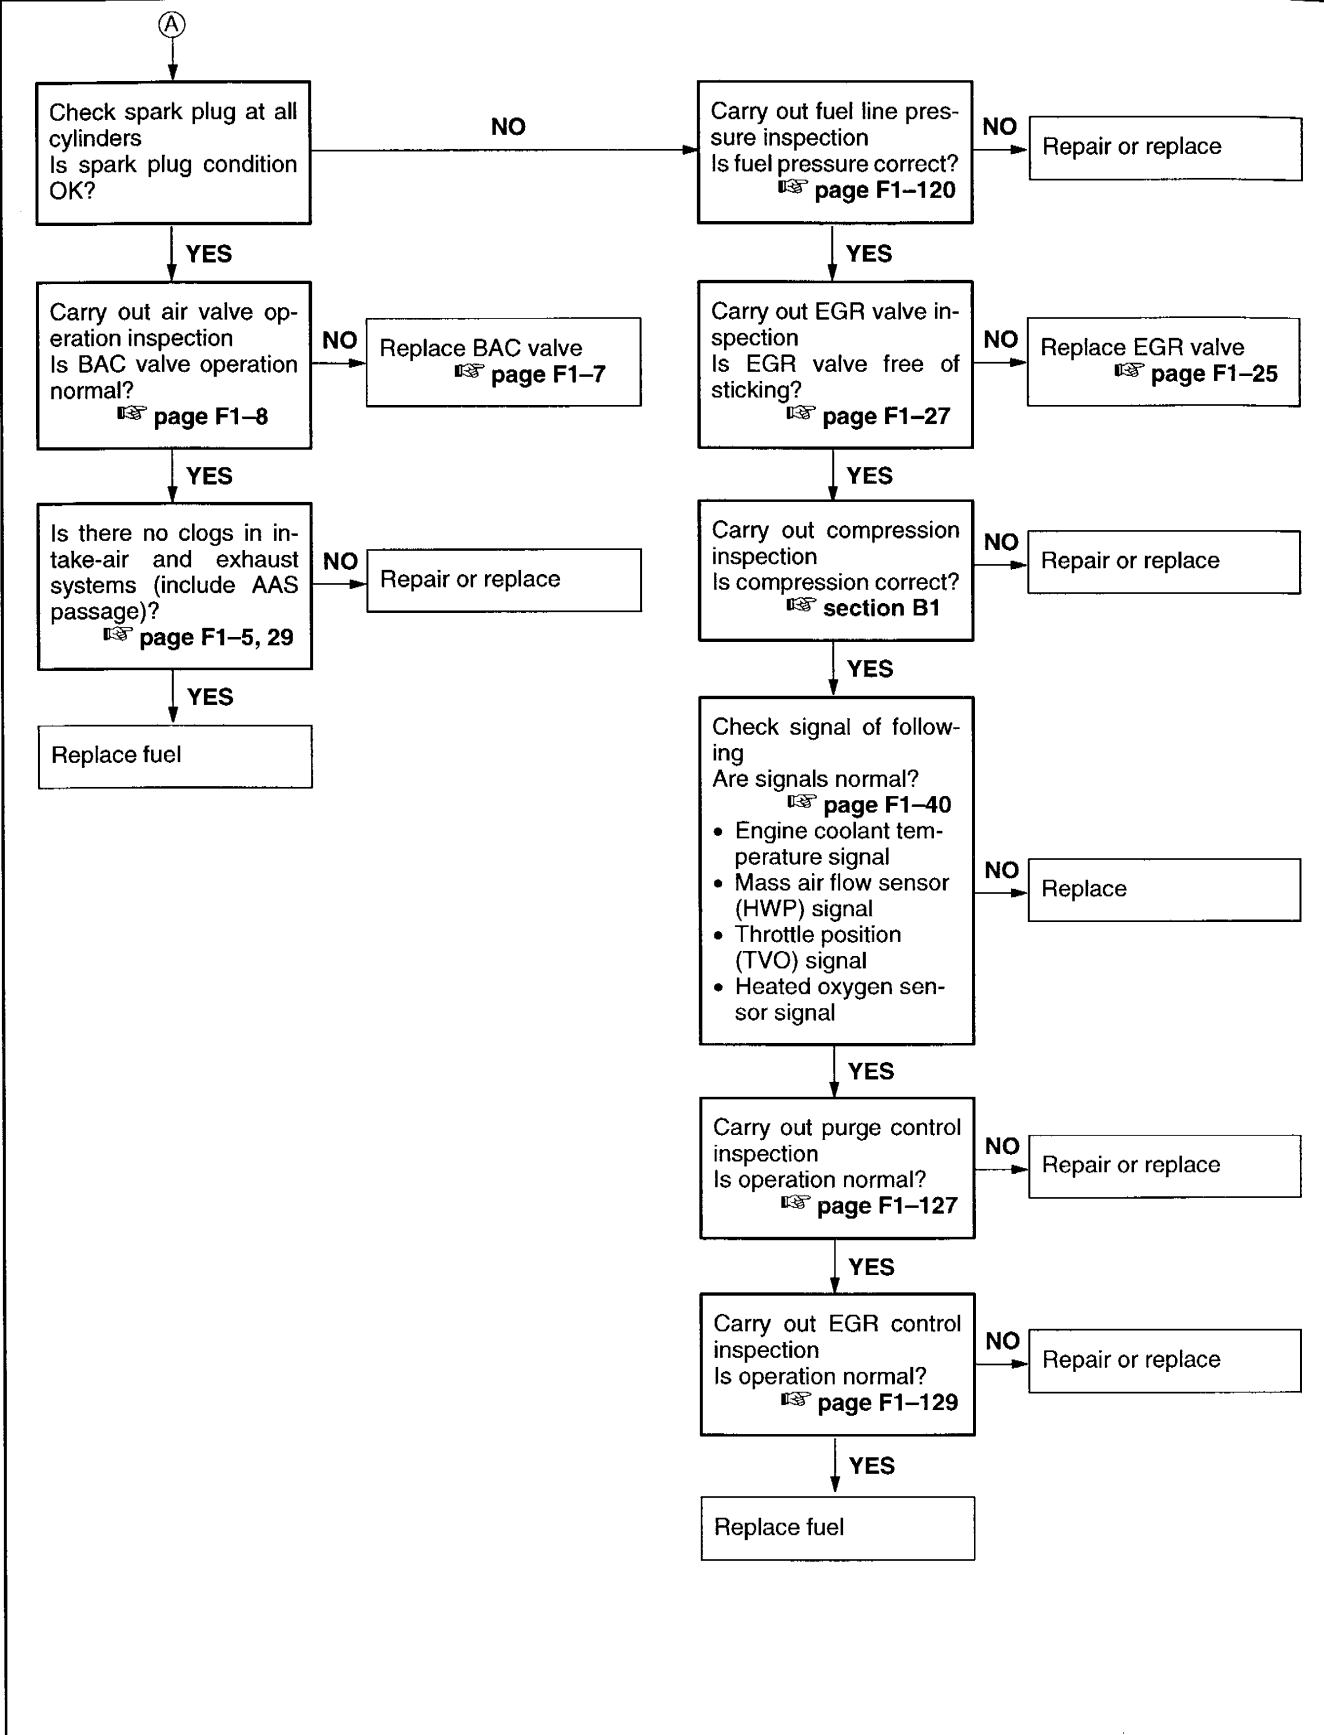 A
Check spark plug at all
cylinders
Is spark plug condition
OK?
NO
YES
Carry out air valve op-
eration inspection
Is BAC valve operation
normal?
☞ page F1–8
NO
Replace BAC valve
☞ page F1–7
YES
Is there no clogs in in-
take-air and exhaust
systems (include AAS
passage)?
☞ page F1–5, 29
NO
Repair or replace
YES
Replace fuel
Carry out fuel line pres-
sure inspection
Is fuel pressure correct?
☞ page F1–120
NO
Repair or replace
YES
Carry out EGR valve in-
spection
Is EGR valve free of
sticking?
☞ page F1–27
NO
Replace EGR valve
☞ page F1–25
YES
Carry out compression
inspection
Is compression correct?
☞ section B1
NO
Repair or replace
YES
Check signal of follow-
ing
Are signals normal?
☞ page F1–40
• Engine coolant tem-
perature signal
• Mass air flow sensor
(HWP) signal
• Throttle position
(TVO) signal
• Heated oxygen sen-
sor signal
NO
Replace
YES
Carry out purge control
inspection
Is operation normal?
☞ page F1–127
NO
Repair or replace
YES
Carry out EGR control
inspection
Is operation normal?
☞ page F1–129
NO
Repair or replace
YES
Replace fuel